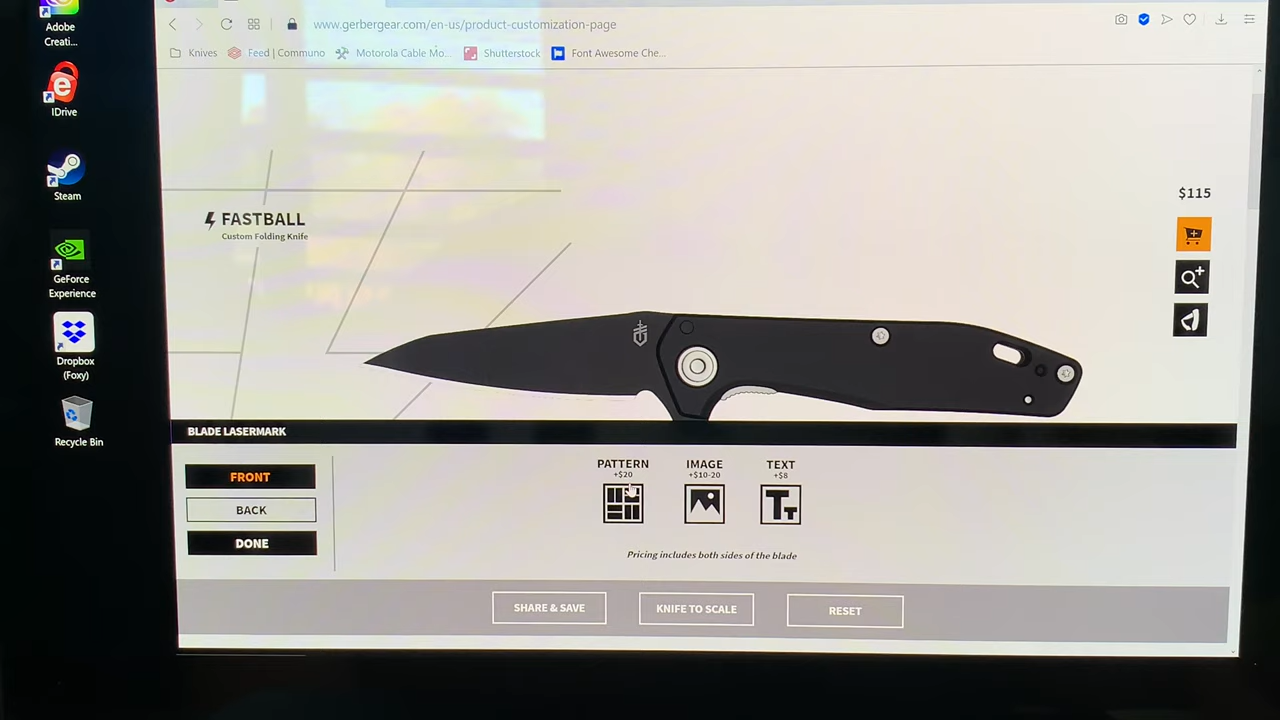 Adobe
Creati...
IDrive
Steam
GeForce
Experience
Dropbox
(Foxy)
Recycle Bin
www.gerbergear.com/en-us/product-customization-page
Knives
Feed | Communo
Motorola Cable Mo...
Shutterstock
Font Awesome Che...
FASTBALL
Custom Folding Knife
$115
BLADE LASERMARK
FRONT
BACK
DONE
PATTERN
+$20
IMAGE
+$10-20
TEXT
+$8
Pricing includes both sides of the blade
SHARE & SAVE
KNIFE TO SCALE
RESET